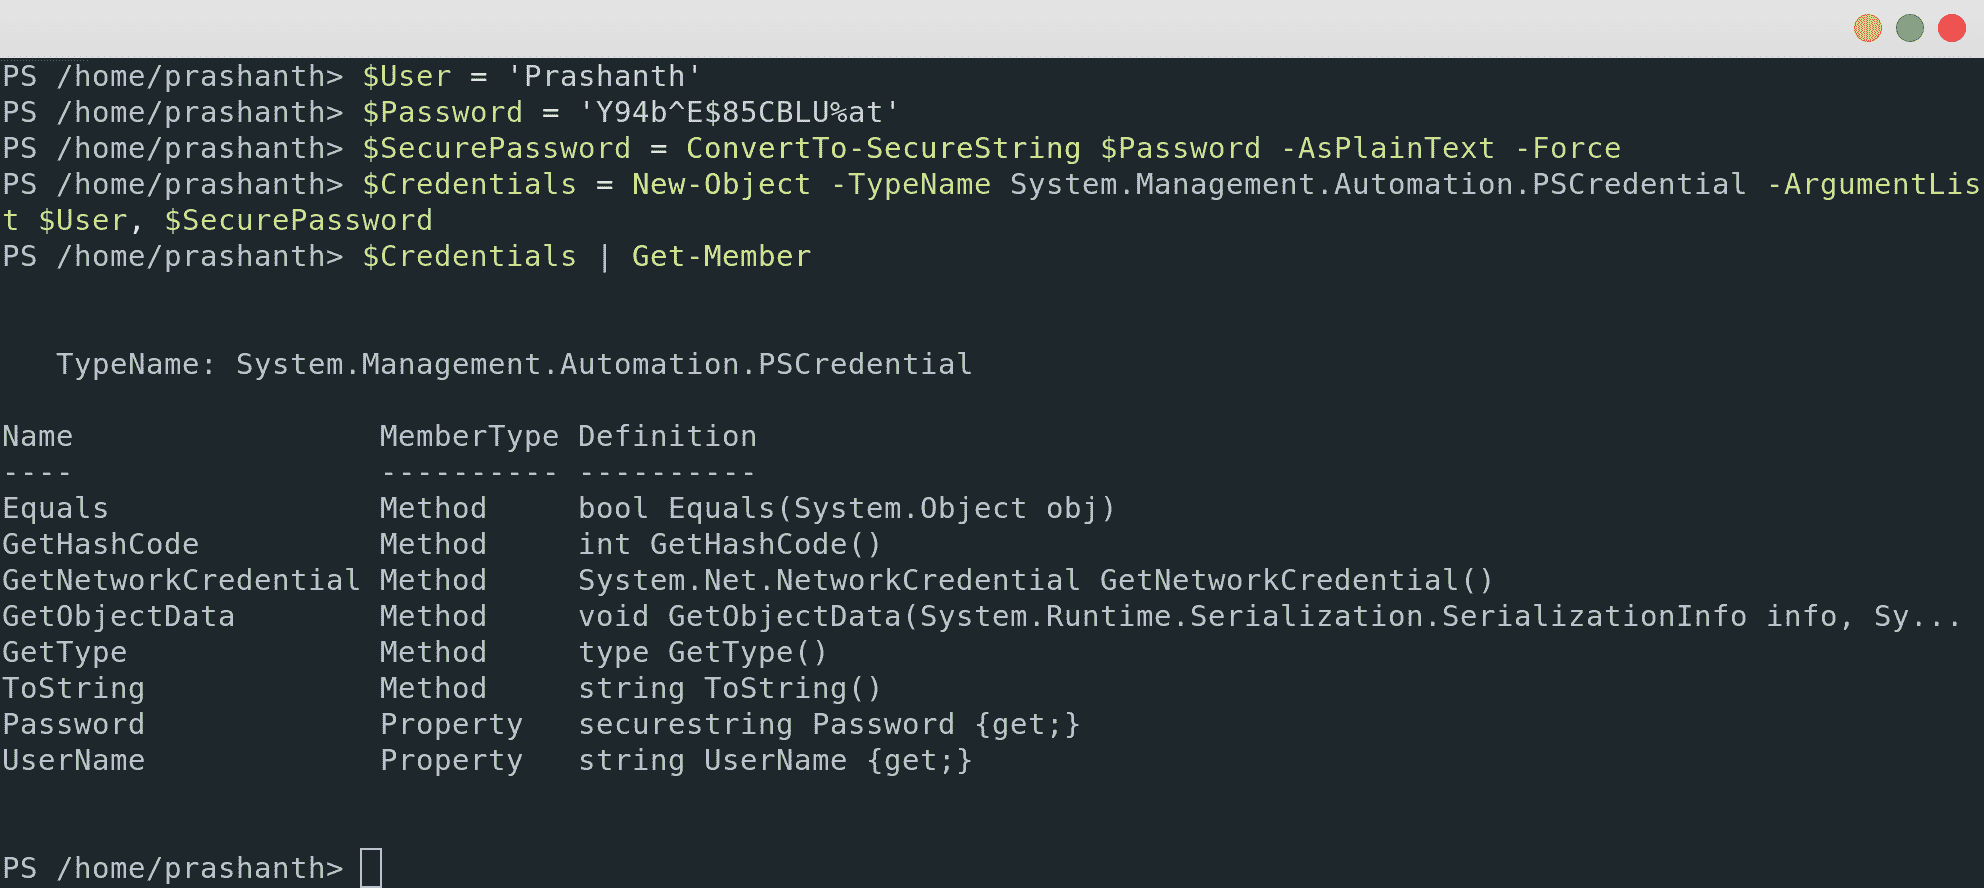 PS /home/prashanth> $User = 'Prashanth'
PS /home/prashanth> $Password = 'Y94b^E$85CBLU%at'
PS /home/prashanth> $SecurePassword = ConvertTo-SecureString $Password -AsPlainText -Force
PS /home/prashanth> $Credentials = New-Object -TypeName System.Management.Automation.PSCredential -ArgumentLis
t $User, $SecurePassword
PS /home/prashanth> $Credentials | Get-Member
   TypeName: System.Management.Automation.PSCredential
Name                 MemberType Definition
----                 ---------- ----------
Equals               Method     bool Equals(System.Object obj)
GetHashCode          Method     int GetHashCode()
GetNetworkCredential Method     System.Net.NetworkCredential GetNetworkCredential()
GetObjectData        Method     void GetObjectData(System.Runtime.Serialization.SerializationInfo info, Sy...
GetType              Method     type GetType()
ToString             Method     string ToString()
Password             Property   securestring Password {get;}
UserName             Property   string UserName {get;}
PS /home/prashanth>